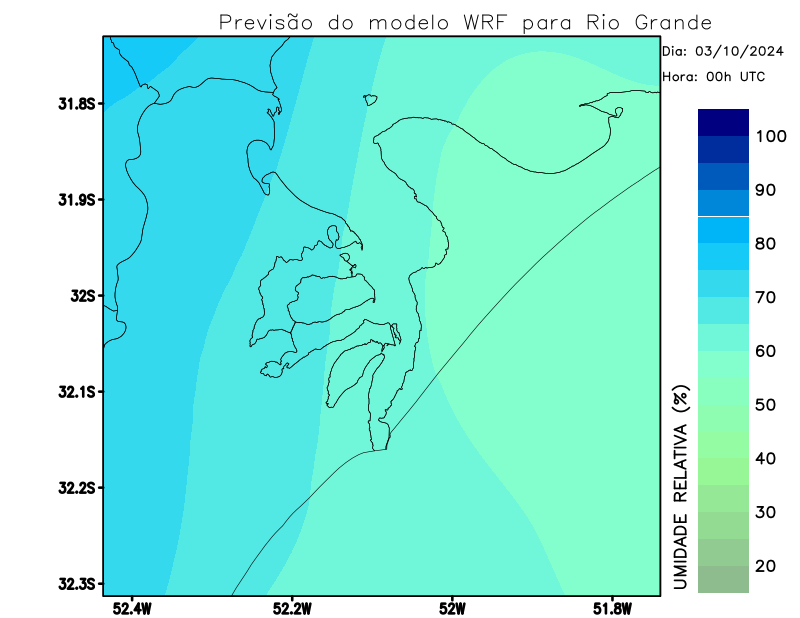 Previsão do modelo WRF para Rio Grande
Dia: 03/10/2024
Hora: 00h UTC
31.8S
31.9S
32S
32.1S
32.2S
32.3S
52.4W
52.2W
52W
51.8W
100
90
80
70
60
50
40
30
20
UMIDADE RELATIVA (%)